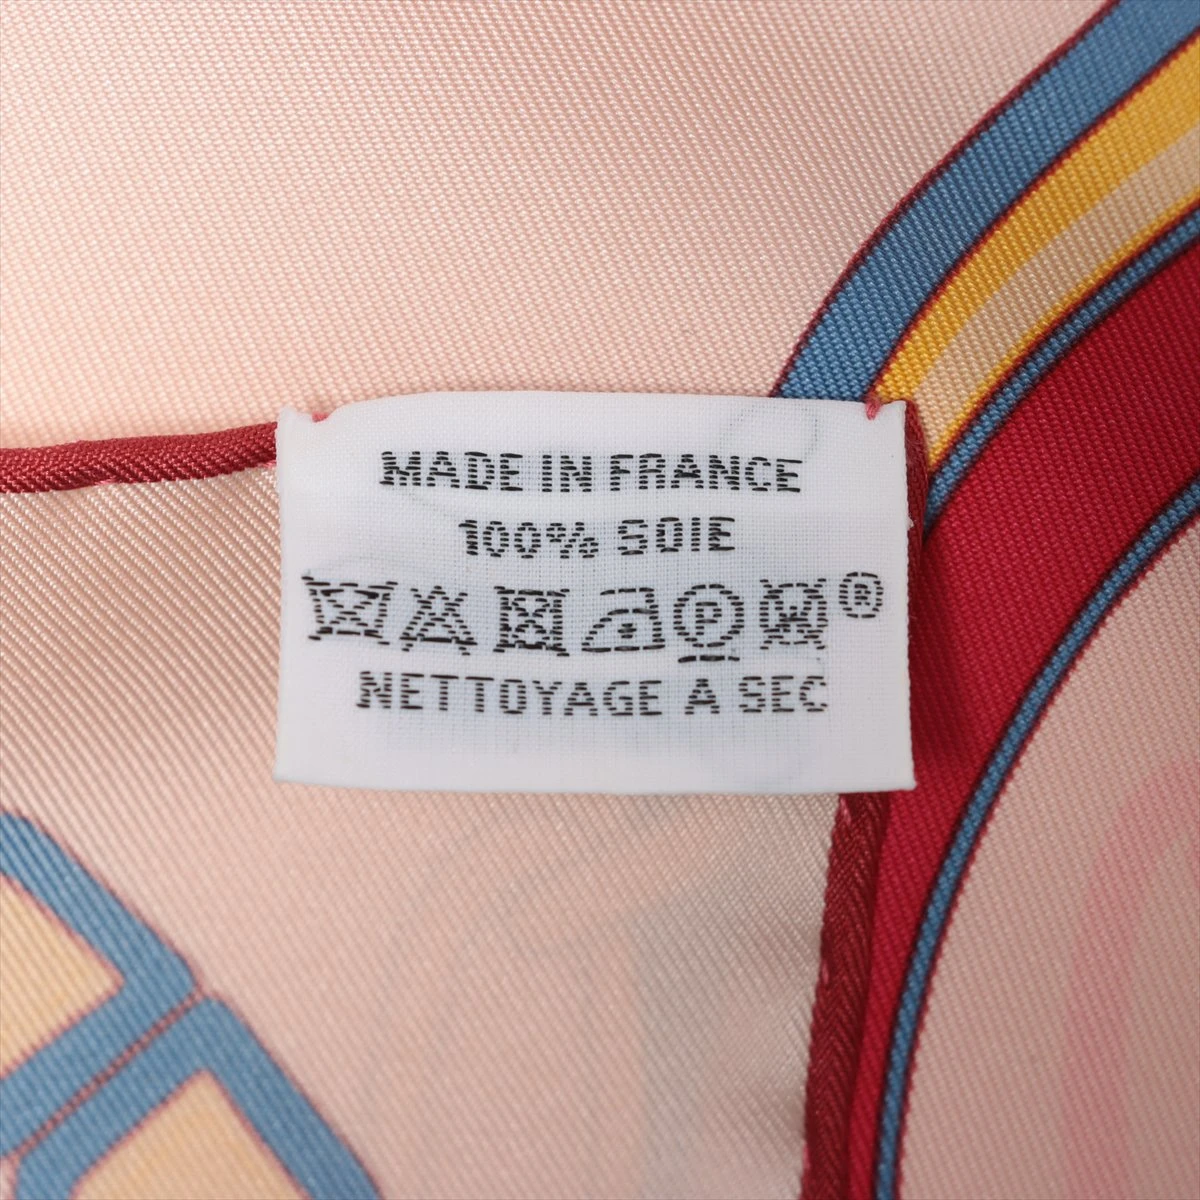 MADE IN FRANCE
100% SOIE
P W ®
NETTOYAGE A SEC